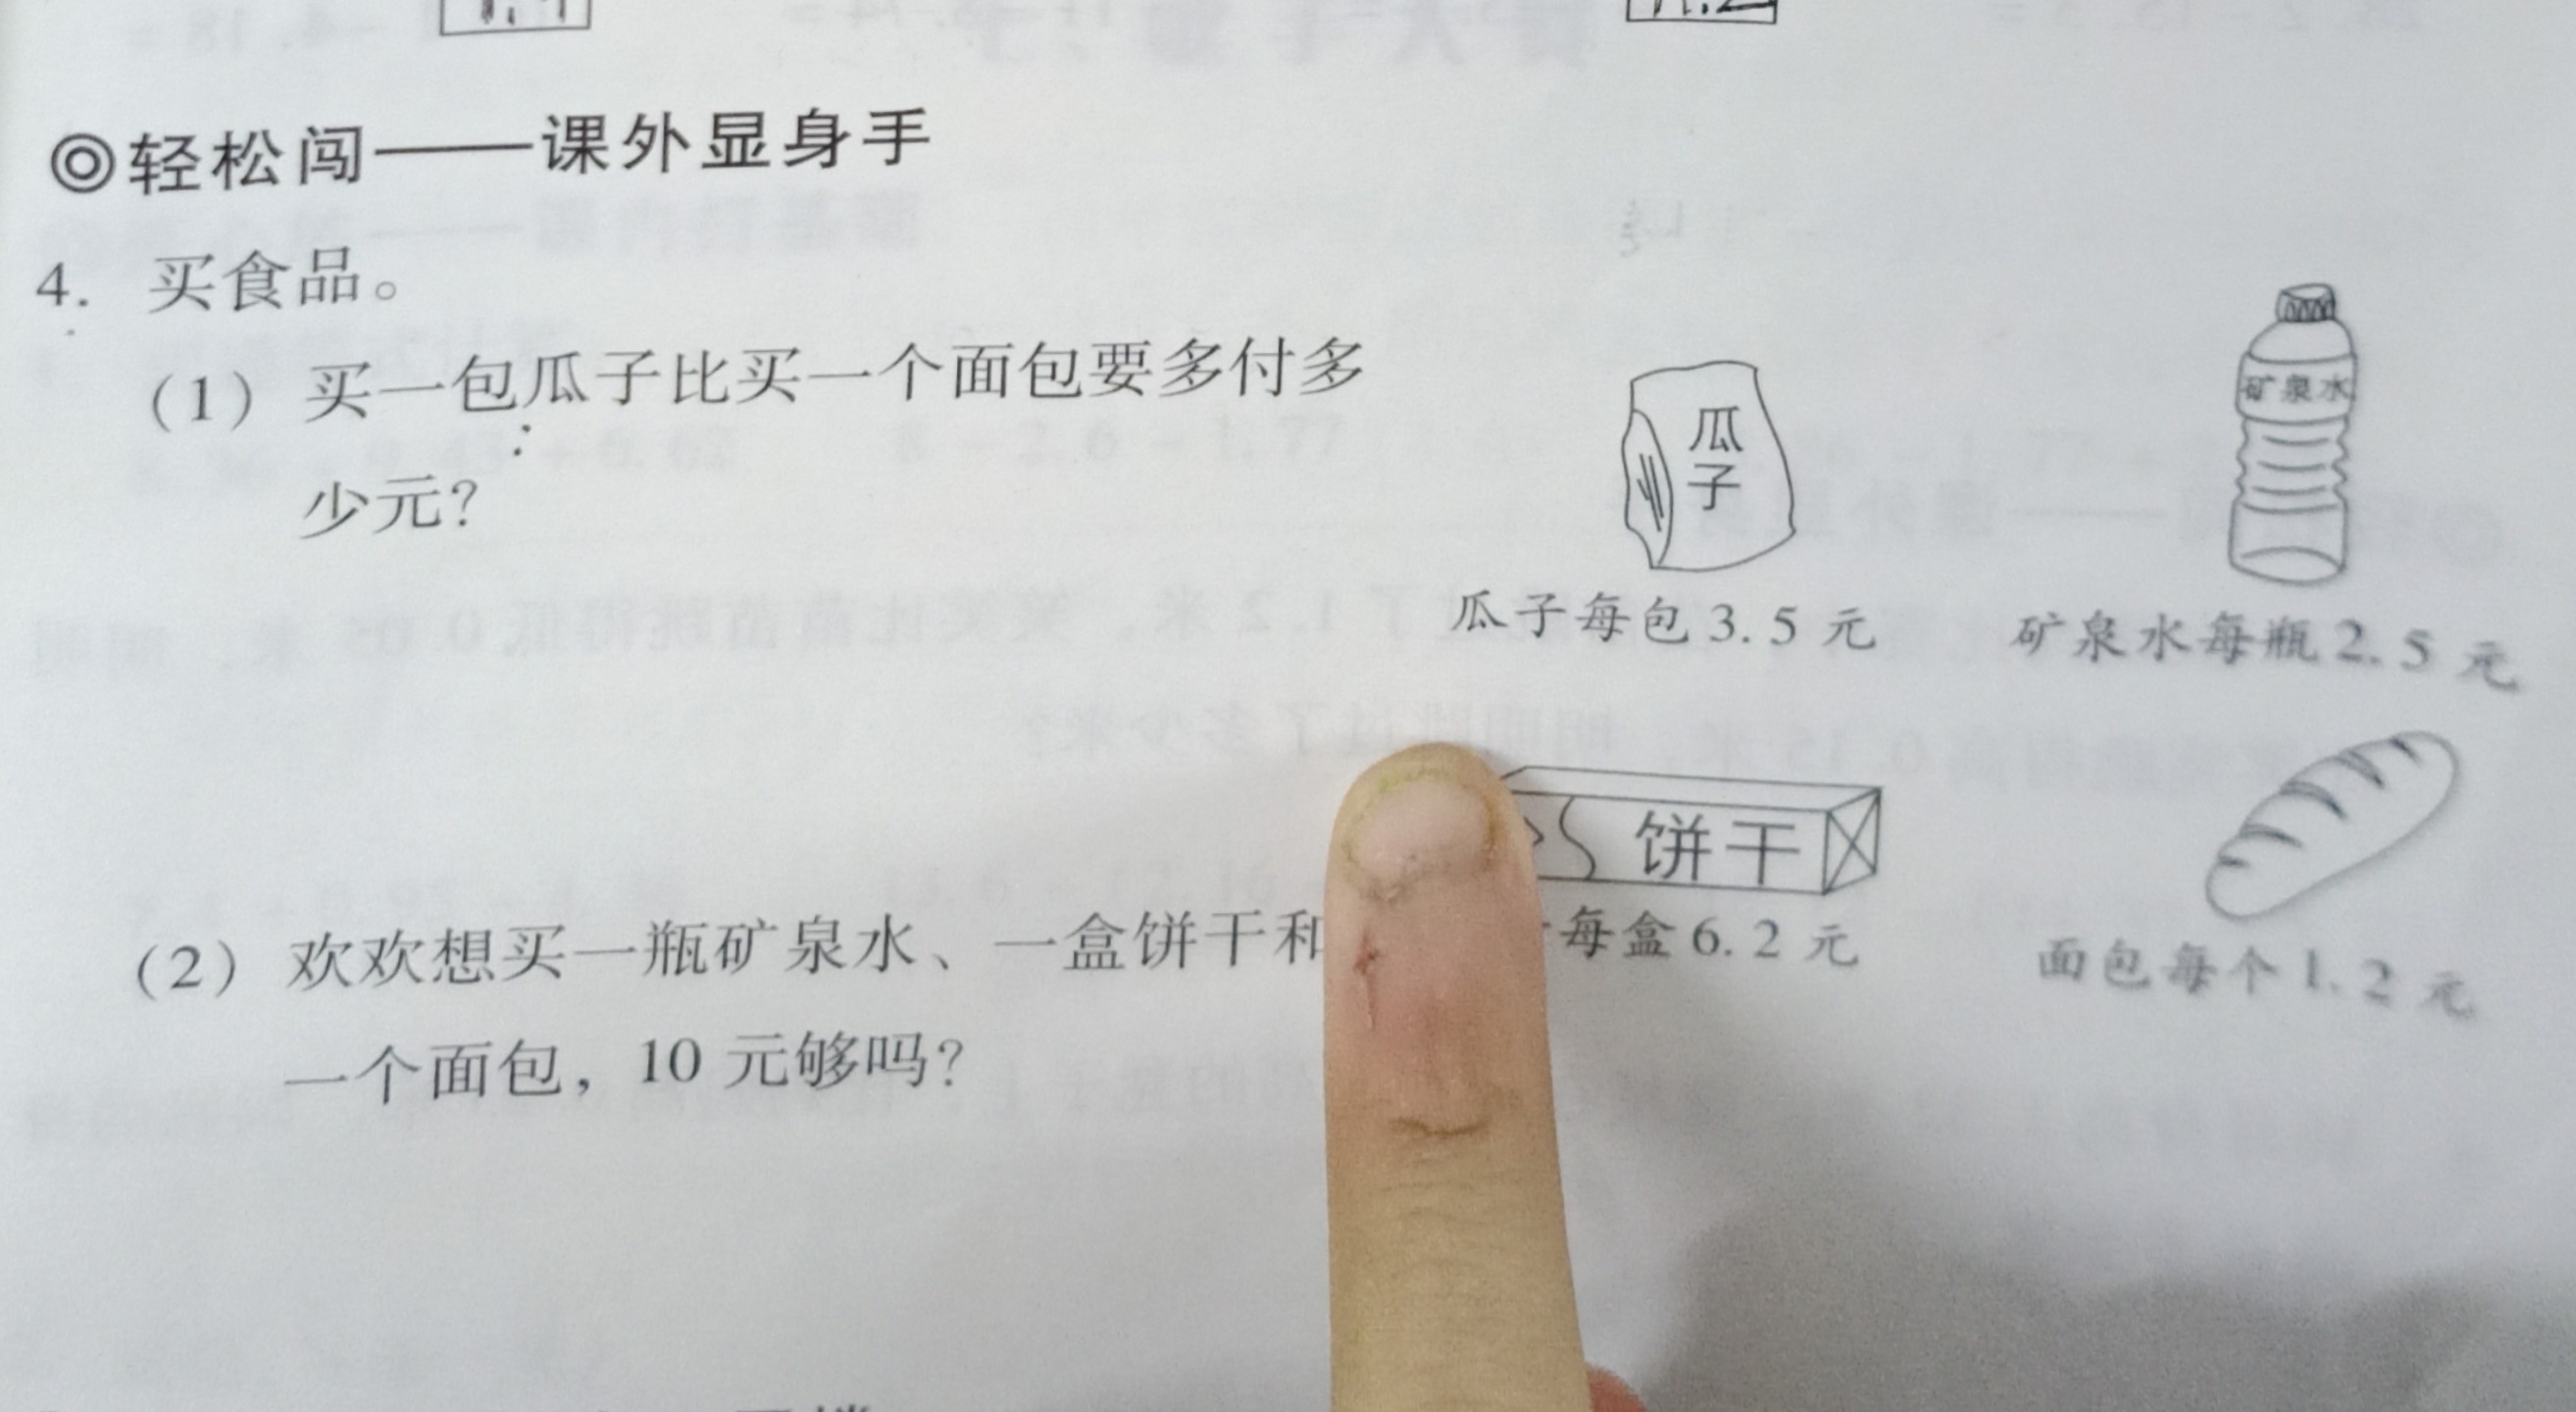 ◎轻松闯——课外显身手
4. 买食品。
(1) 买一包瓜子比买一个面包要多付多
少元?
瓜子
矿泉水
瓜子每包3.5元
矿泉水每瓶2.5元
饼干
每盒6.2元
面包每个1.2元
(2) 欢欢想买一瓶矿泉水、一盒饼干和
一个面包，10元够吗?